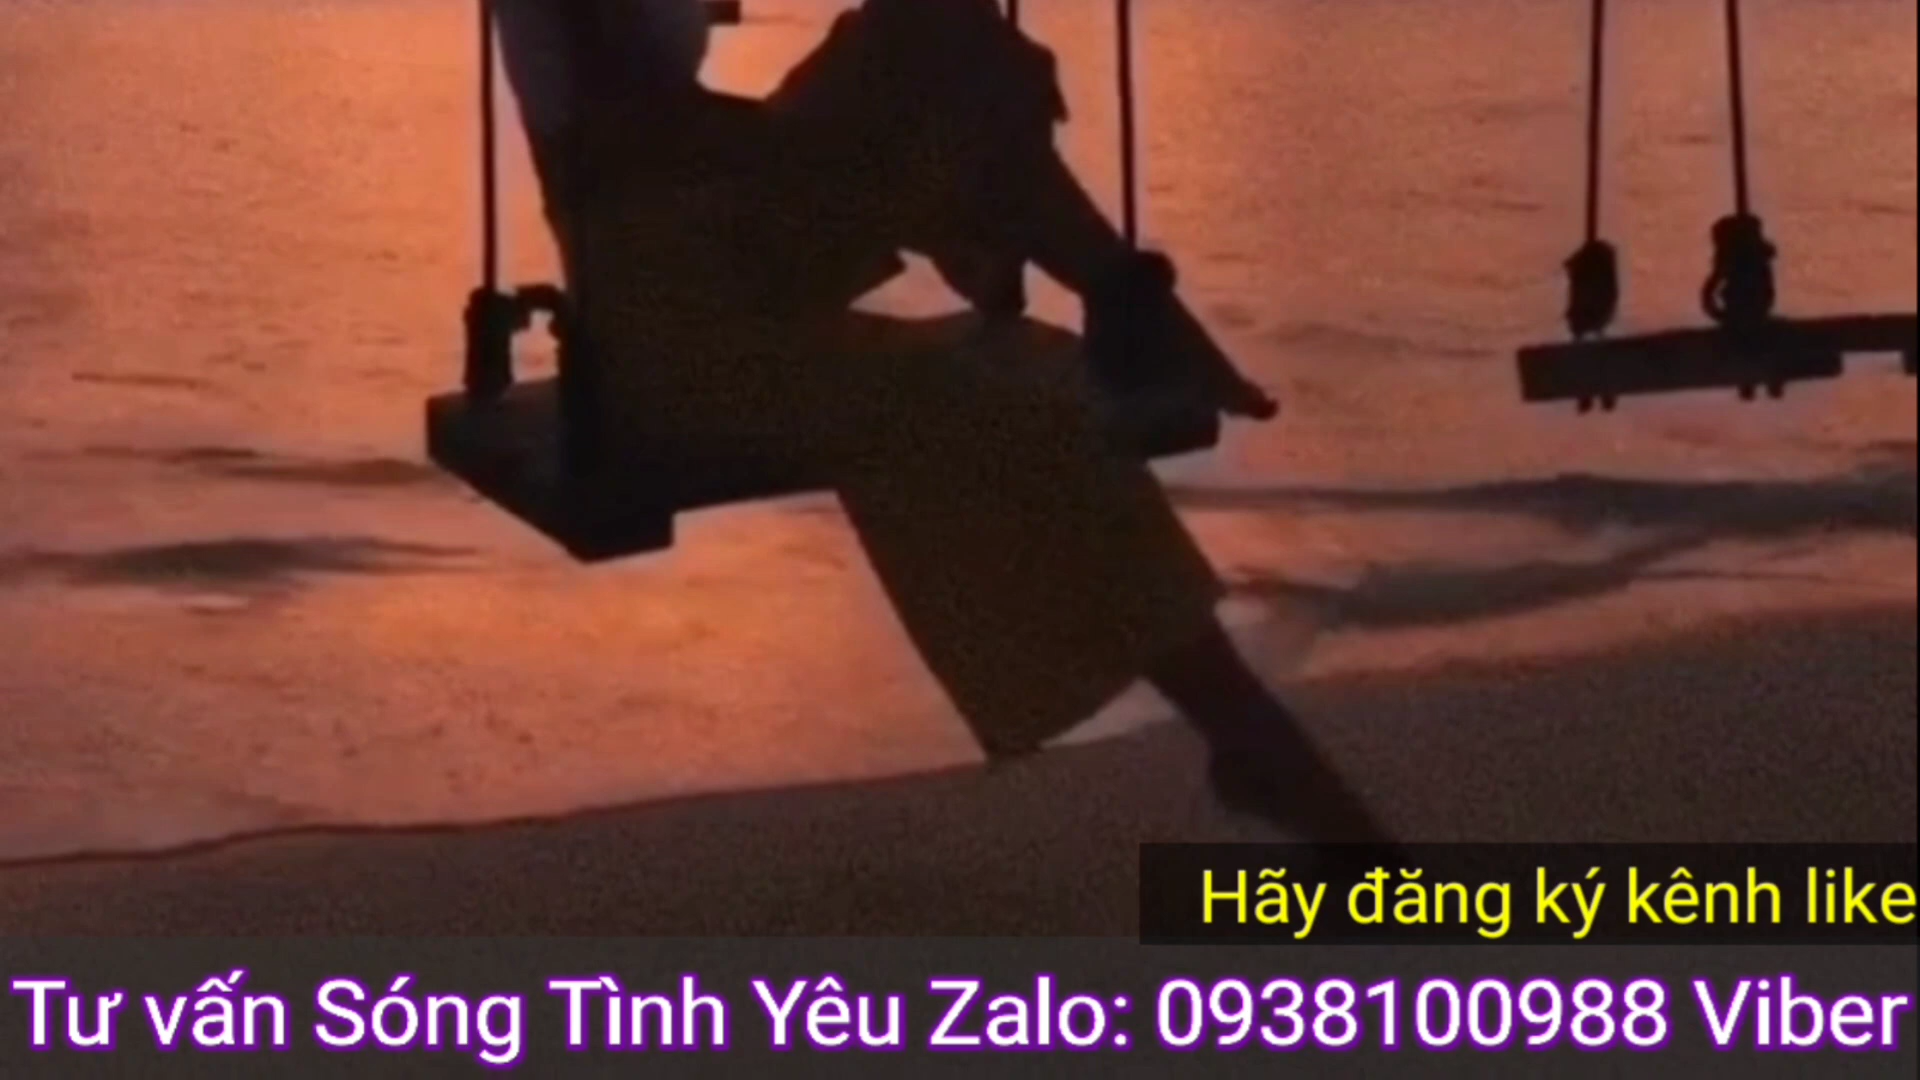 Hãy đăng ký kênh like
Tư vấn Sóng Tình Yêu Zalo: 0938100988 Viber